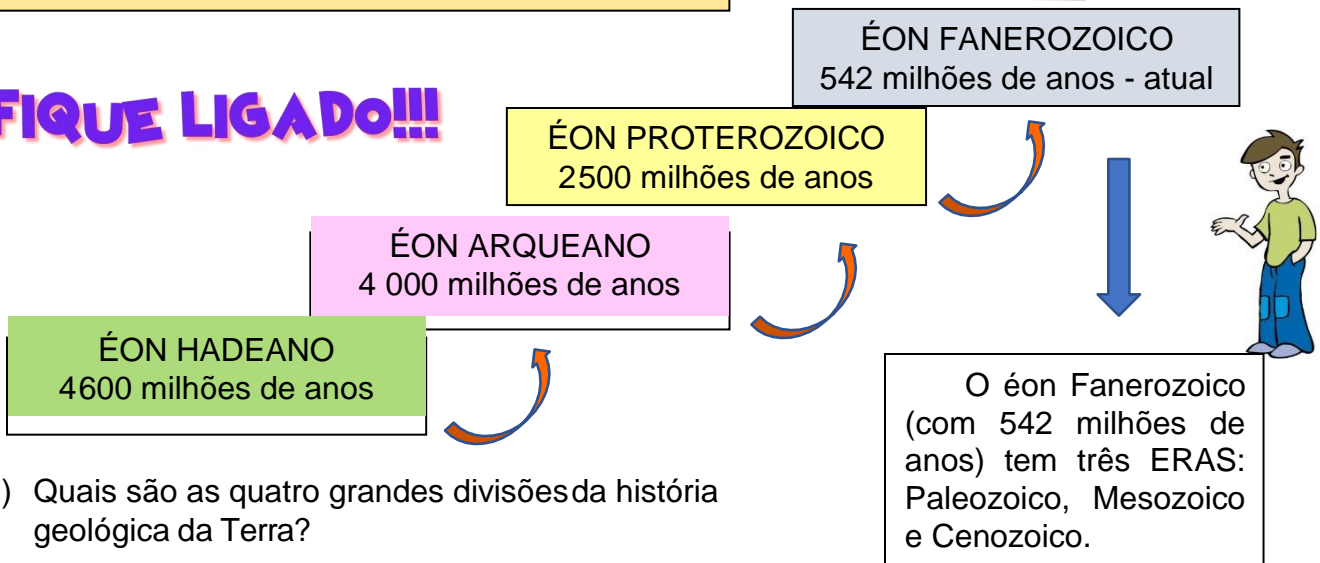 ÉON FANEROZOICO
542 milhões de anos - atual
FIQUE LIGADO!!!
ÉON PROTEROZOICO
2500 milhões de anos
ÉON ARQUEANO
4 000 milhões de anos
ÉON HADEANO
4600 milhões de anos
O éon Fanerozoico
(com 542 milhões de
anos) tem três ERAS:
Paleozoico, Mesozoico
e Cenozoico.
) Quais são as quatro grandes divisões da história
geológica da Terra?